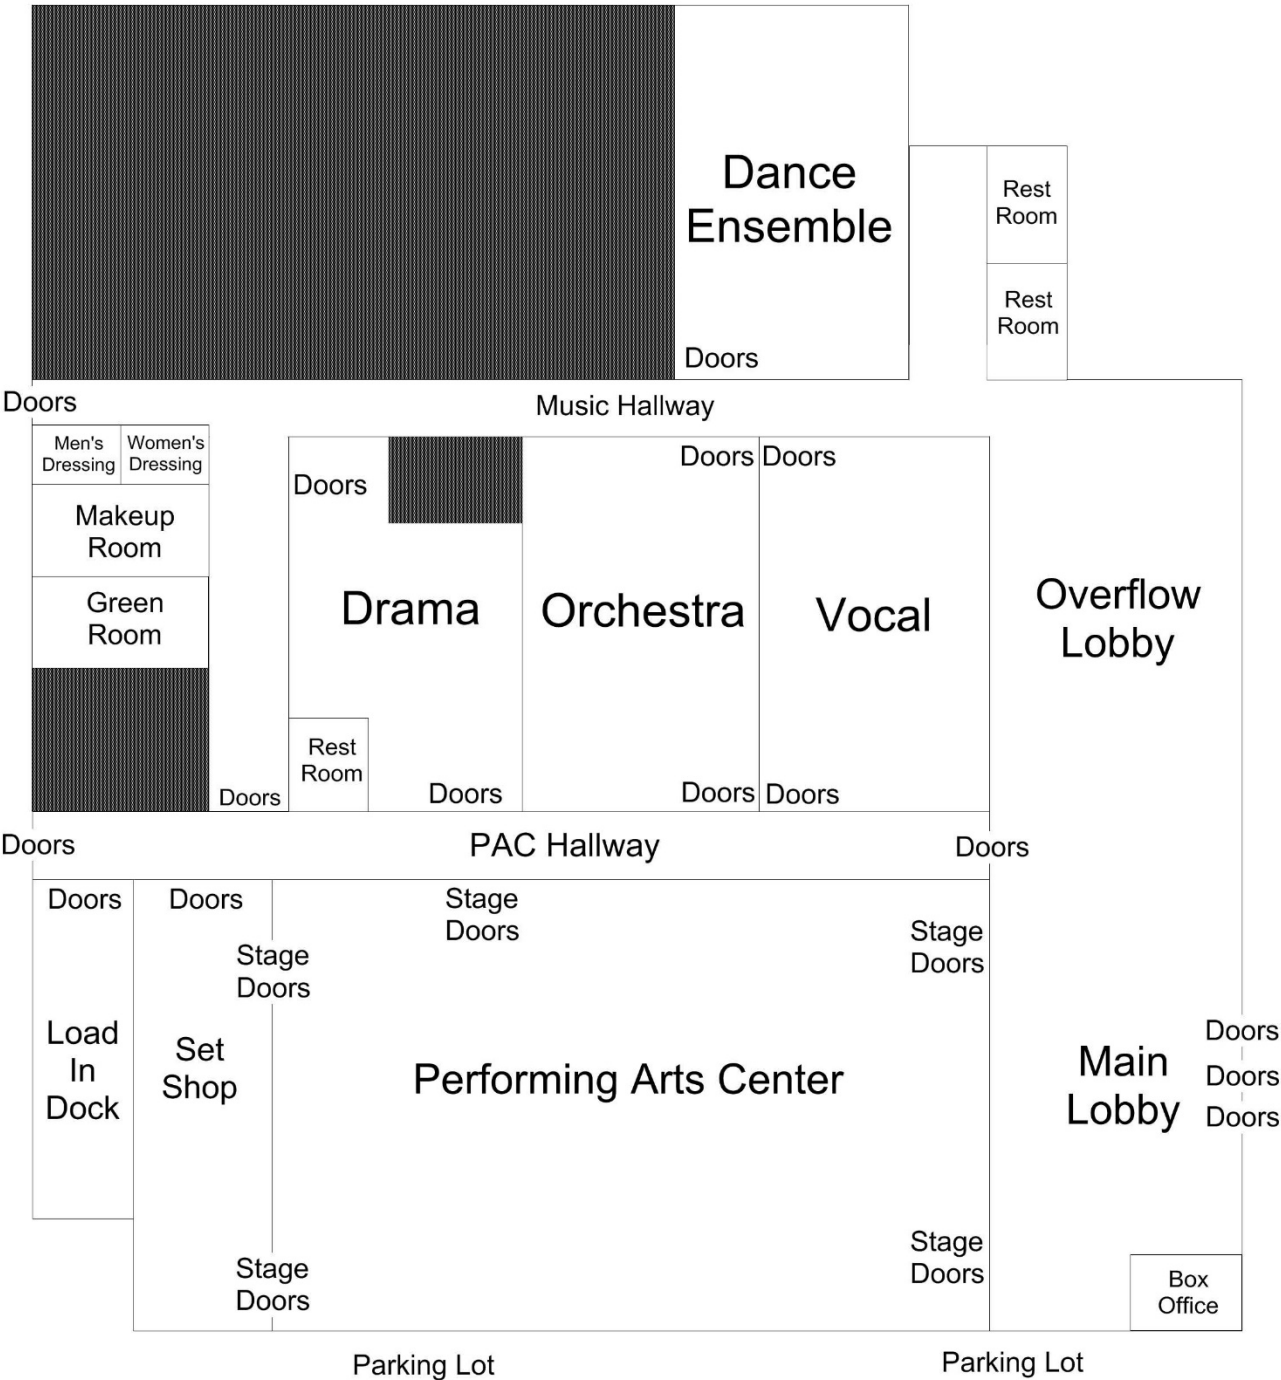 Dance
Ensemble
Rest
Room
Rest
Room
Doors
Doors
Music Hallway
Men's
Dressing
Women's
Dressing
Makeup
Room
Green
Room
Doors
Doors
Doors
Drama
Orchestra
Vocal
Overflow
Lobby
Rest
Room
Doors
Doors
Doors
Doors
Doors
PAC Hallway
Doors
Doors
Doors
Stage
Doors
Stage
Doors
Stage
Doors
Load
In
Dock
Set
Shop
Performing Arts Center
Main
Lobby
Doors
Doors
Doors
Stage
Doors
Stage
Doors
Box
Office
Parking Lot
Parking Lot